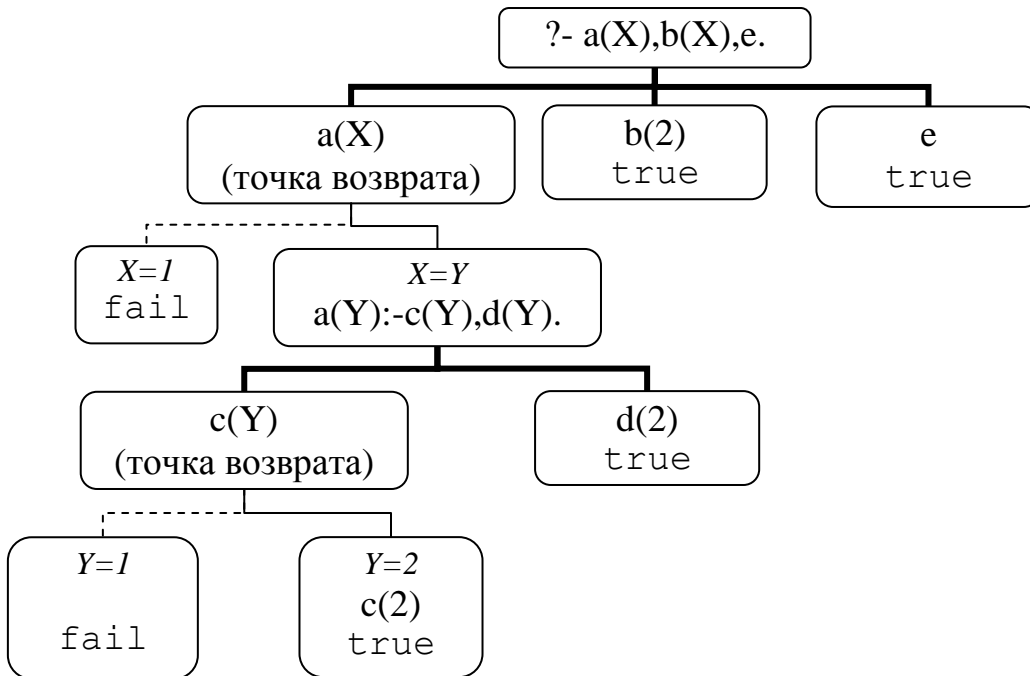 ?- a(X),b(X),e.
a(X)
(точка возврата)
b(2)
true
e
true
X=1
fail
X=Y
a(Y):-c(Y),d(Y).
c(Y)
(точка возврата)
d(2)
true
Y=1
fail
Y=2
c(2)
true